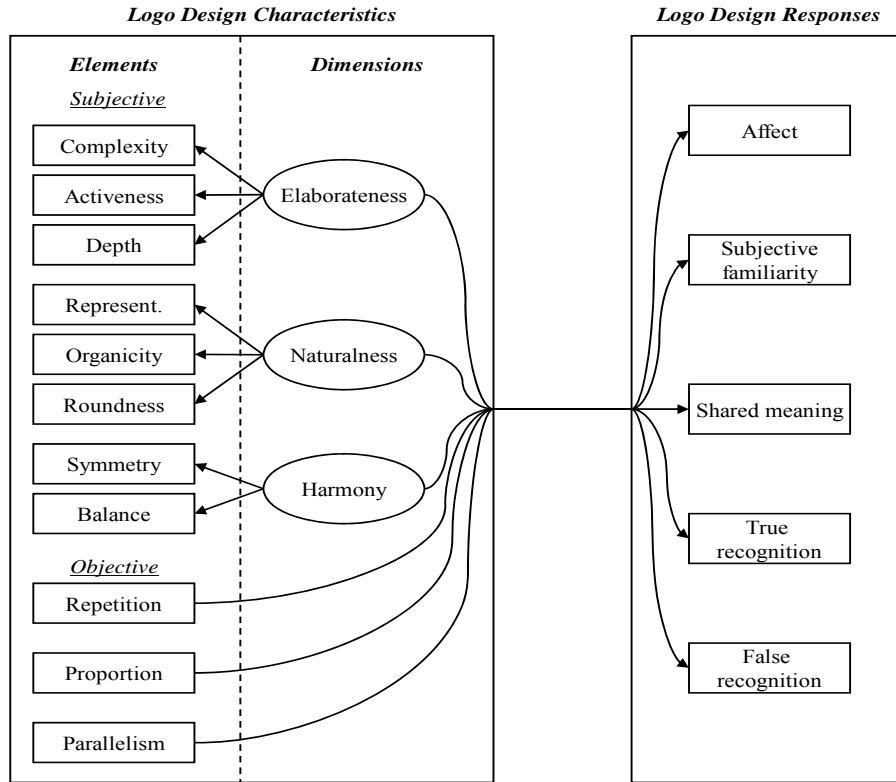 Logo Design Characteristics
Logo Design Responses
Elements
Dimensions
Subjective
Complexity
Activeness
Depth
Elaborateness
Represent.
Organicity
Roundness
Naturalness
Symmetry
Balance
Harmony
Objective
Repetition
Proportion
Parallelism
Affect
Subjective
familiarity
Shared meaning
True
recognition
False
recognition